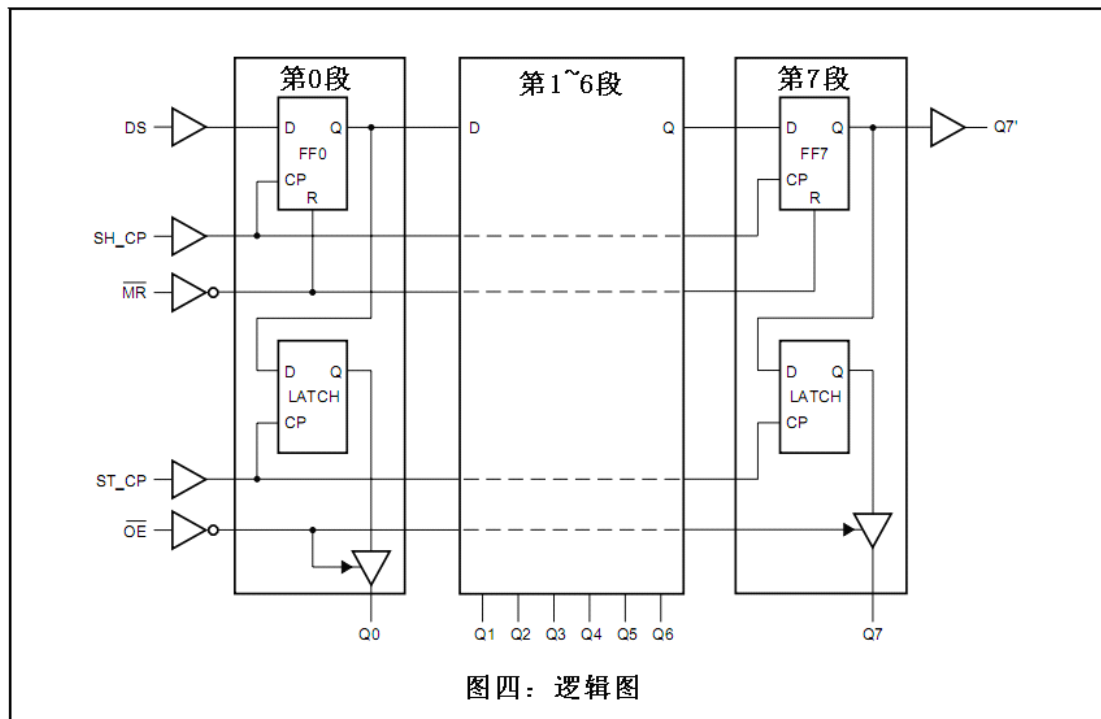 第0段
第1~6段
第7段
DS
D Q
FF0
CP
R
D
Q
D Q
FF7
CP
R
Q7'
SH_CP
MR
D Q
LATCH
CP
D Q
LATCH
CP
ST_CP
OE
Q0
Q1 Q2 Q3 Q4 Q5 Q6
Q7
图四：逻辑图